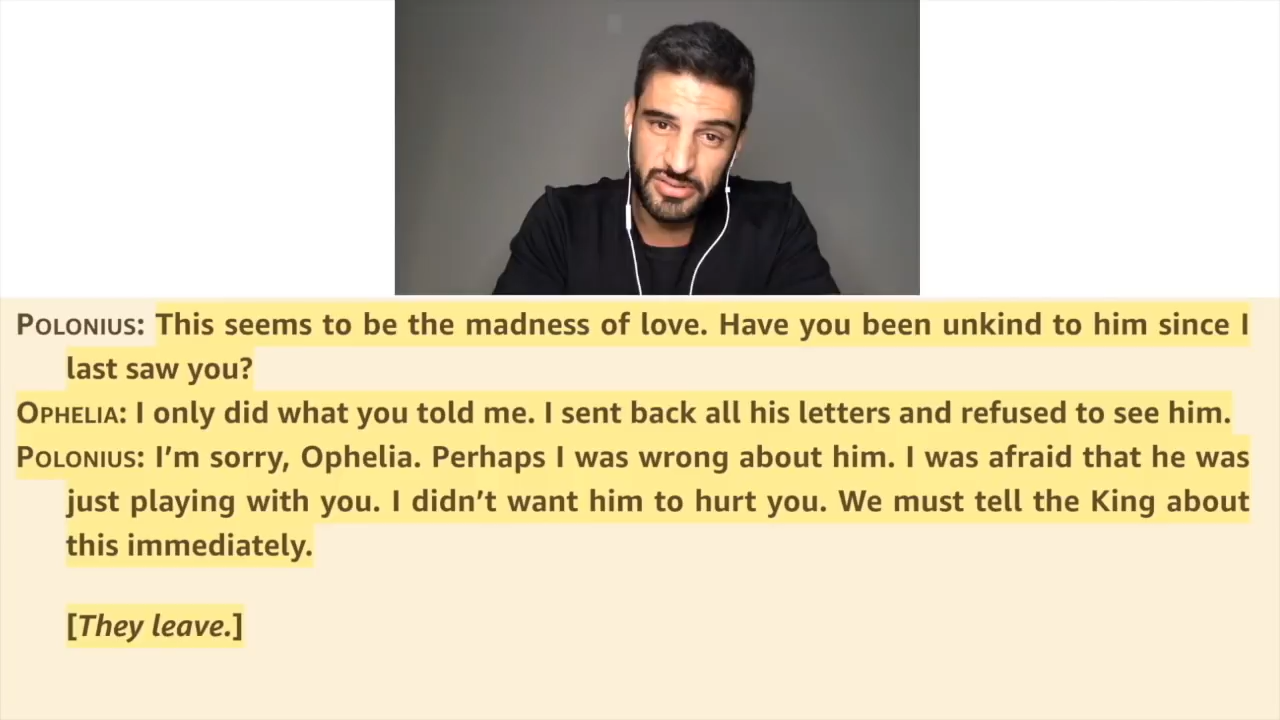 POLONIUS: This seems to be the madness of love. Have you been unkind to him since I
last saw you?
OPHELIA: I only did what you told me. I sent back all his letters and refused to see him.
POLONIUS: I’m sorry, Ophelia. Perhaps I was wrong about him. I was afraid that he was
just playing with you. I didn’t want him to hurt you. We must tell the King about
this immediately.
[They leave.]